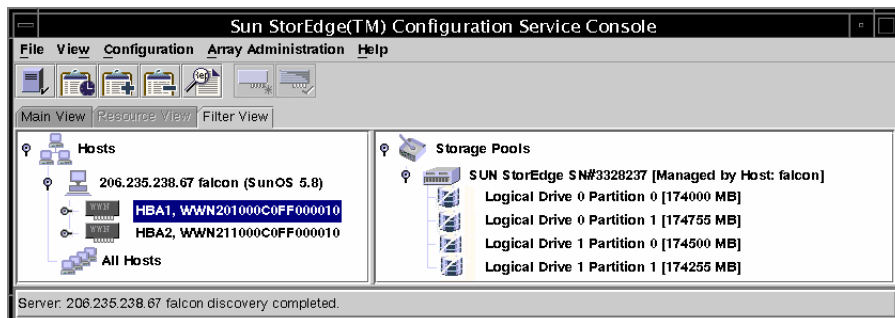 Sun StorEdge(TM) Configuration Service Console
File View Configuration Array Administration Help
Main View Resource View Filter View
Hosts
206.235.238.67 falcon (SunOS 5.8)
HBA1, WWN201000C0FF000010
HBA2, WWN211000C0FF000010
All Hosts
Storage Pools
SUN StorEdge SN#3328237 [Managed by Host: falcon]
Logical Drive 0 Partition 0 [174000 MB]
Logical Drive 0 Partition 1 [174755 MB]
Logical Drive 1 Partition 0 [174500 MB]
Logical Drive 1 Partition 1 [174255 MB]
Server: 206.235.238.67 falcon discovery completed.